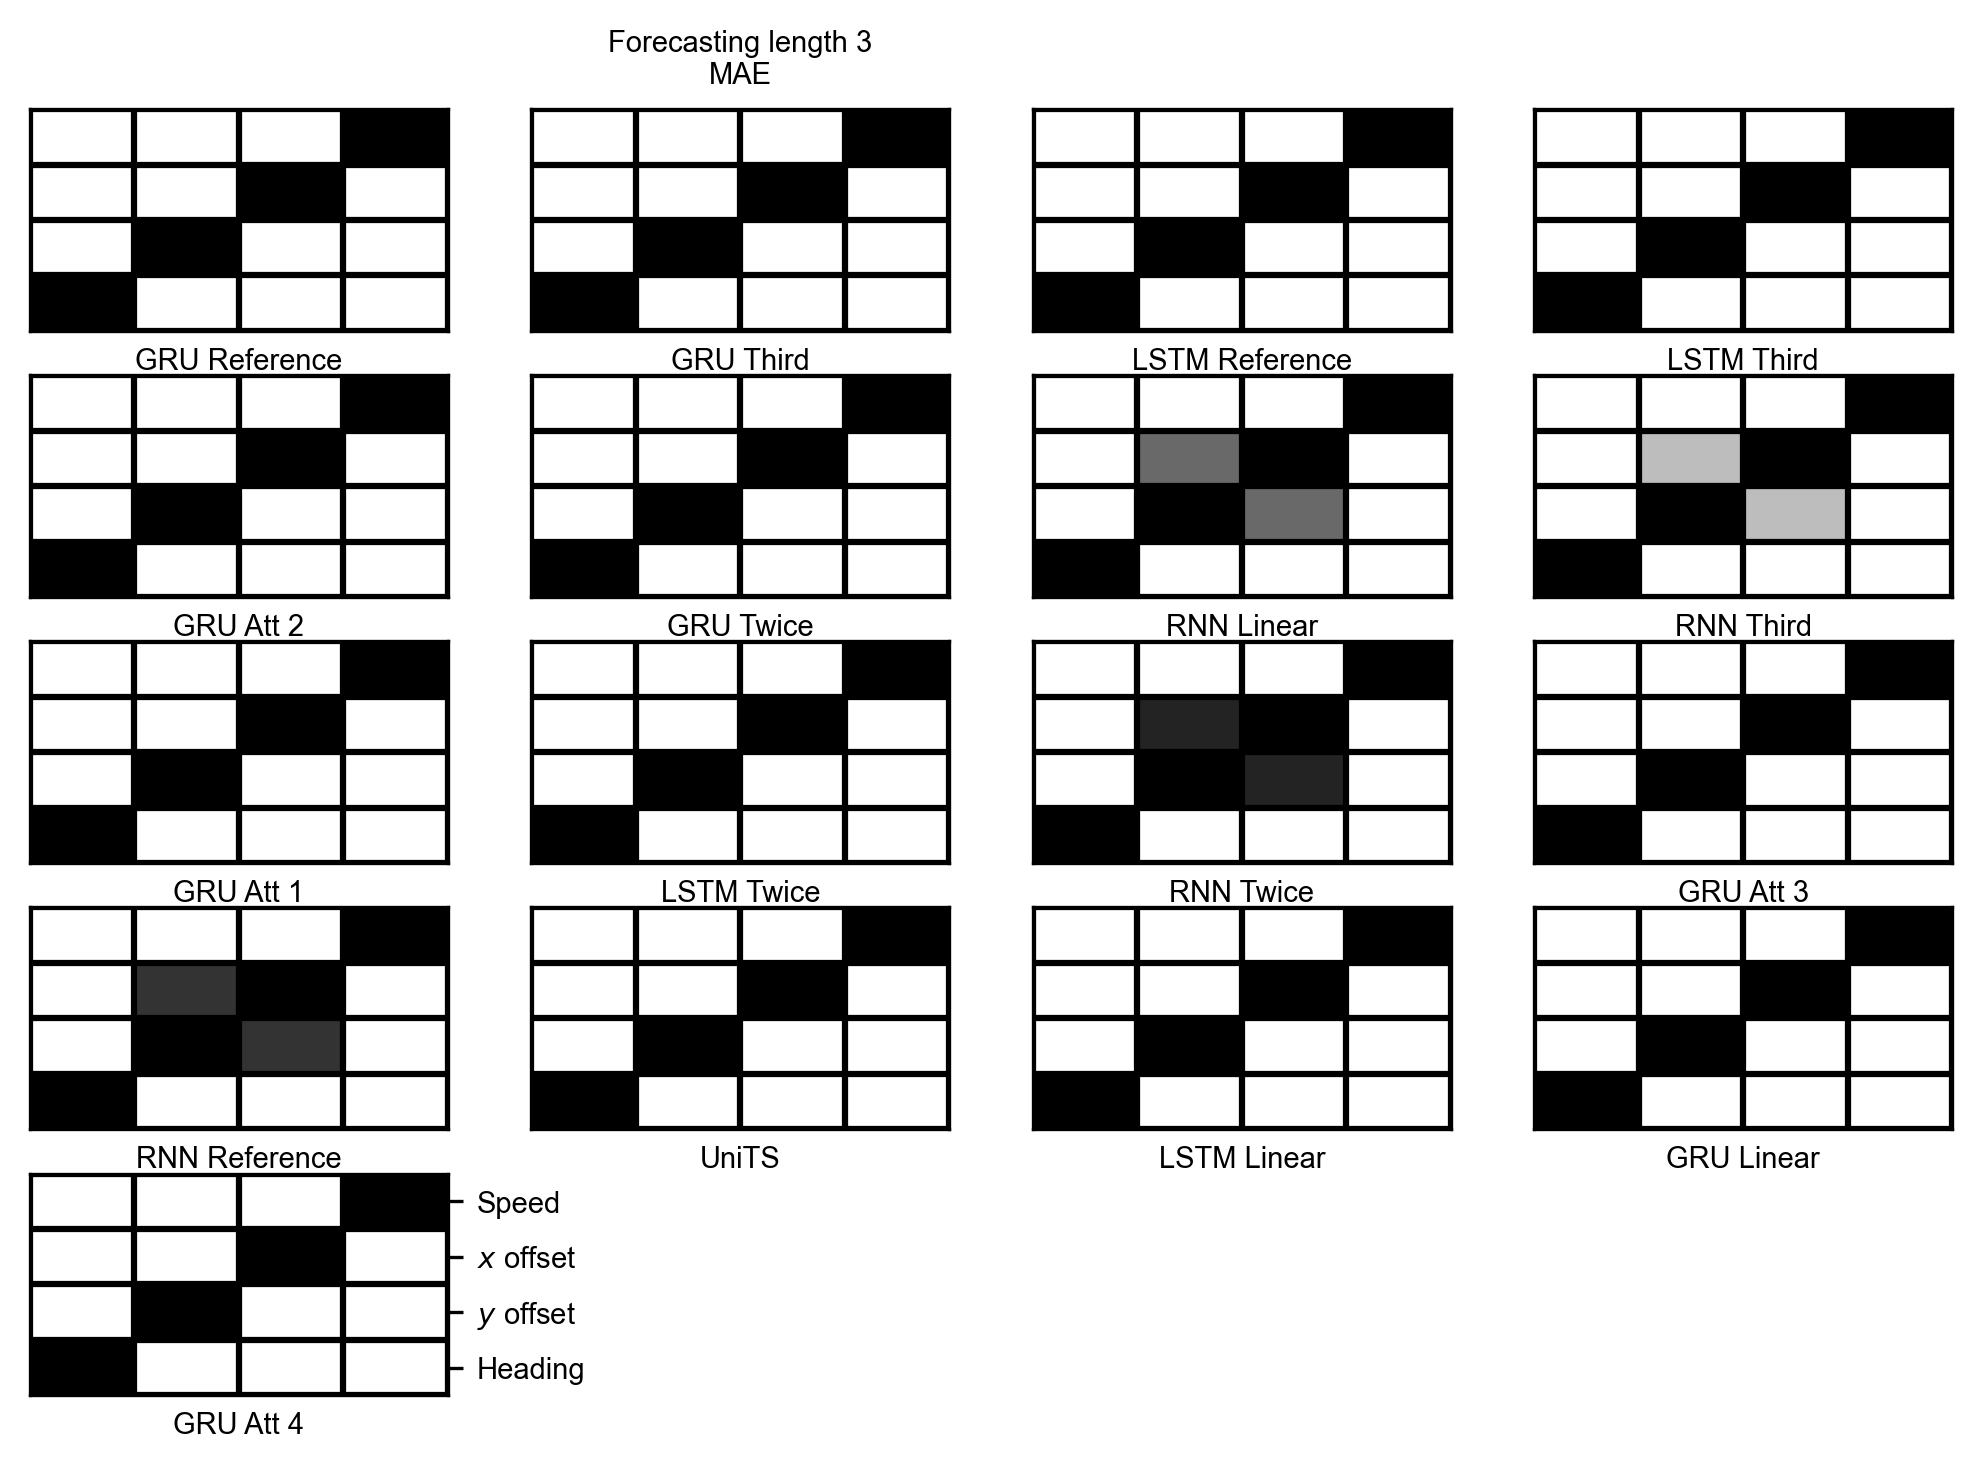 Forecasting length 3
MAE
GRU Reference
GRU Third
LSTM Reference
LSTM Third
GRU Att 2
GRU Twice
RNN Linear
RNN Third
GRU Att 1
LSTM Twice
RNN Twice
GRU Att 3
RNN Reference
UniTS
LSTM Linear
GRU Linear
Speed
x offset
y offset
Heading
GRU Att 4